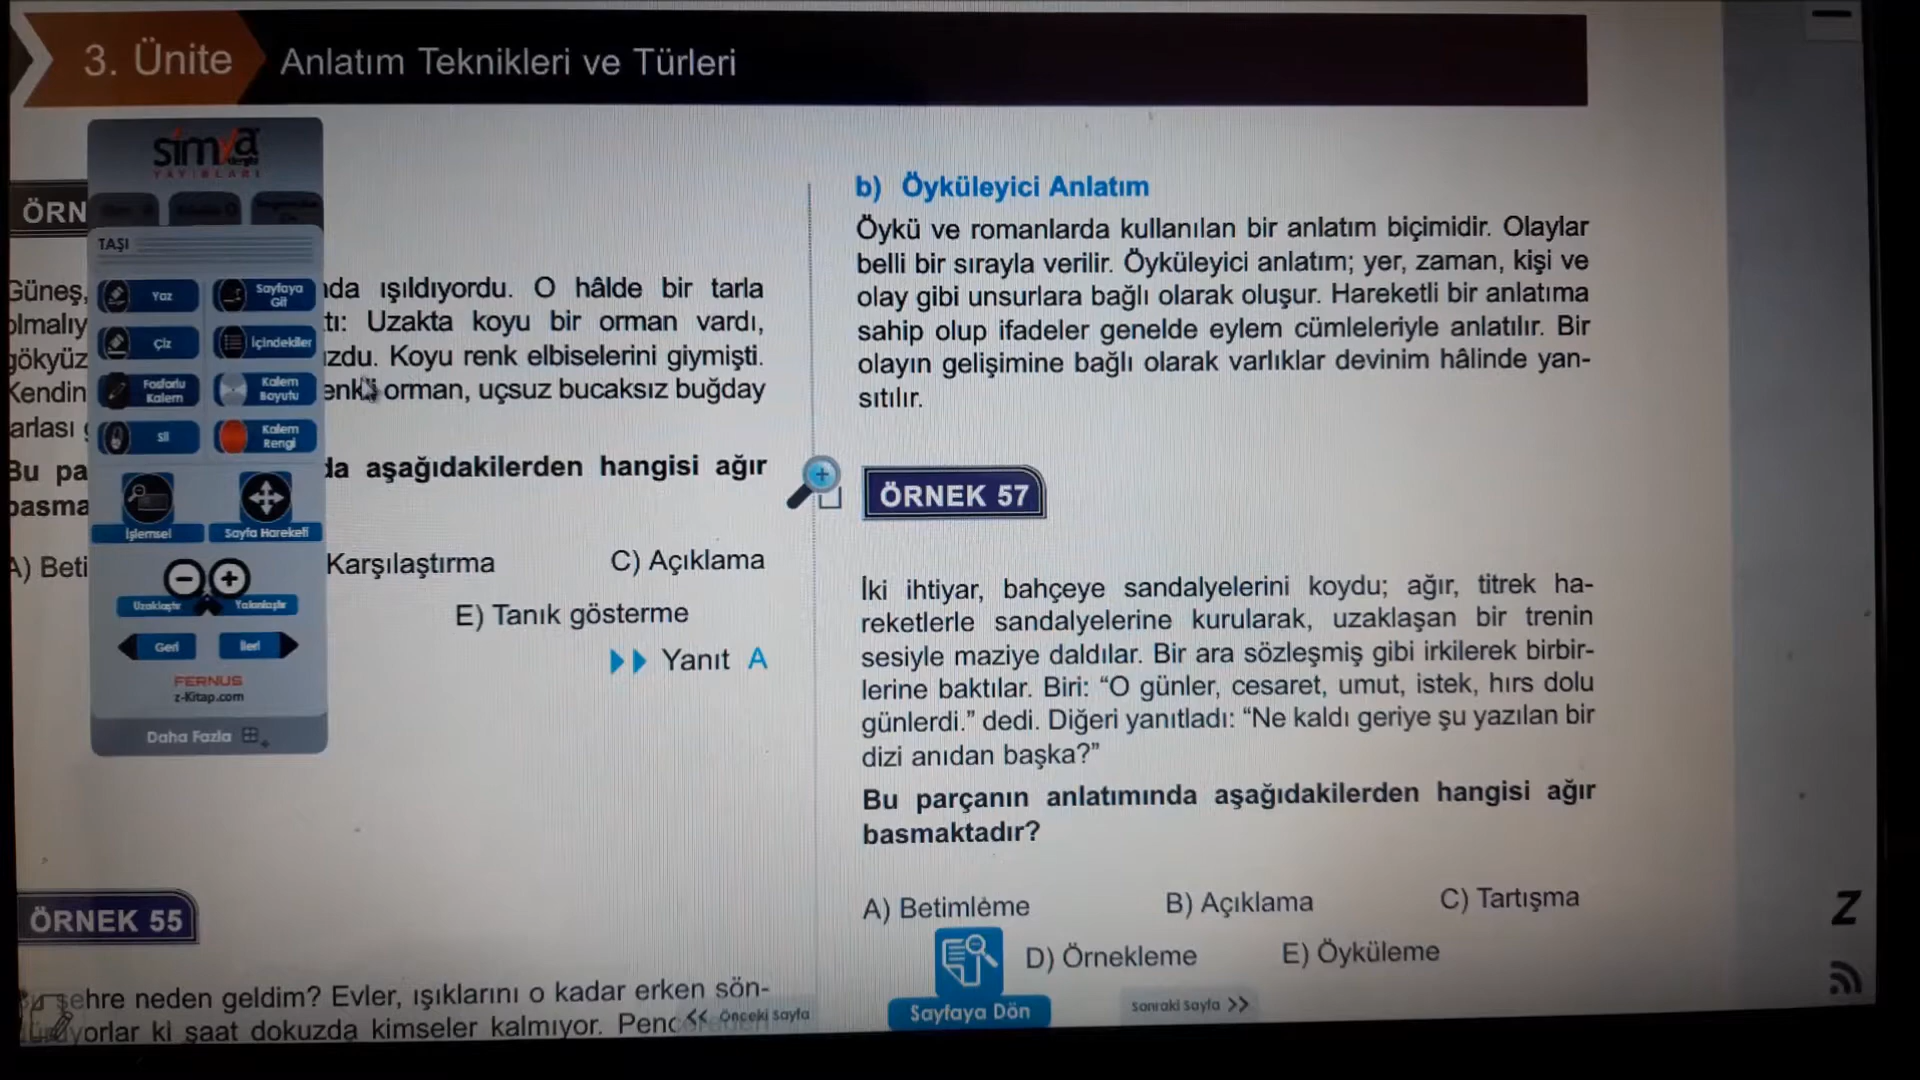 3. Ünite
Anlatım Teknikleri ve Türleri
simya
dergisi
YAYINLARI
ÖRN
TAŞI
Yaz
Sayfaya Git
Çiz
İçindekiler
Fosforlu Kalem
Kalem Boyutu
Sil
Kalem Rengi
İşlemsel
Sayfa Hareketi
Uzaklaştır
Yakınlaştır
Geri
İleri
FERNUS
z-Kitap.com
Daha Fazla
Güneş, nda ışıldıyordu. O hâlde bir tarla
olmalıy tı: Uzakta koyu bir orman vardı,
gökyüz zdu. Koyu renk elbiselerini giymişti.
Kendin enk orman, uçsuz bucaksız buğday
arlası
Bu pa da aşağıdakilerden hangisi ağır
basma
A) Beti Karşılaştırma C) Açıklama
E) Tanık gösterme
Yanıt A
ÖRNEK 55
şehre neden geldim? Evler, ışıklarını o kadar erken sön-
yorlar ki saat dokuzda kimseler kalmıyor.
<< Önceki Sayfa
b) Öyküleyici Anlatım
Öykü ve romanlarda kullanılan bir anlatım biçimidir. Olaylar
belli bir sırayla verilir. Öyküleyici anlatım; yer, zaman, kişi ve
olay gibi unsurlara bağlı olarak oluşur. Hareketli bir anlatıma
sahip olup ifadeler genelde eylem cümleleriyle anlatılır. Bir
olayın gelişimine bağlı olarak varlıklar devinim hâlinde yan-
sıtılır.
ÖRNEK 57
İki ihtiyar, bahçeye sandalyelerini koydu; ağır, titrek ha-
reketlerle sandalyelerine kurularak, uzaklaşan bir trenin
sesiyle maziye daldılar. Bir ara sözleşmiş gibi irkilerek birbir-
lerine baktılar. Biri: “O günler, cesaret, umut, istek, hırs dolu
günlerdi.” dedi. Diğeri yanıtladı: “Ne kaldı geriye şu yazılan bir
dizi anıdan başka?”
Bu parçanın anlatımında aşağıdakilerden hangisi ağır
basmaktadır?
A) Betimleme B) Açıklama C) Tartışma
D) Örnekleme E) Öyküleme
Sayfaya Dön
Sonraki Sayfa >>
Z